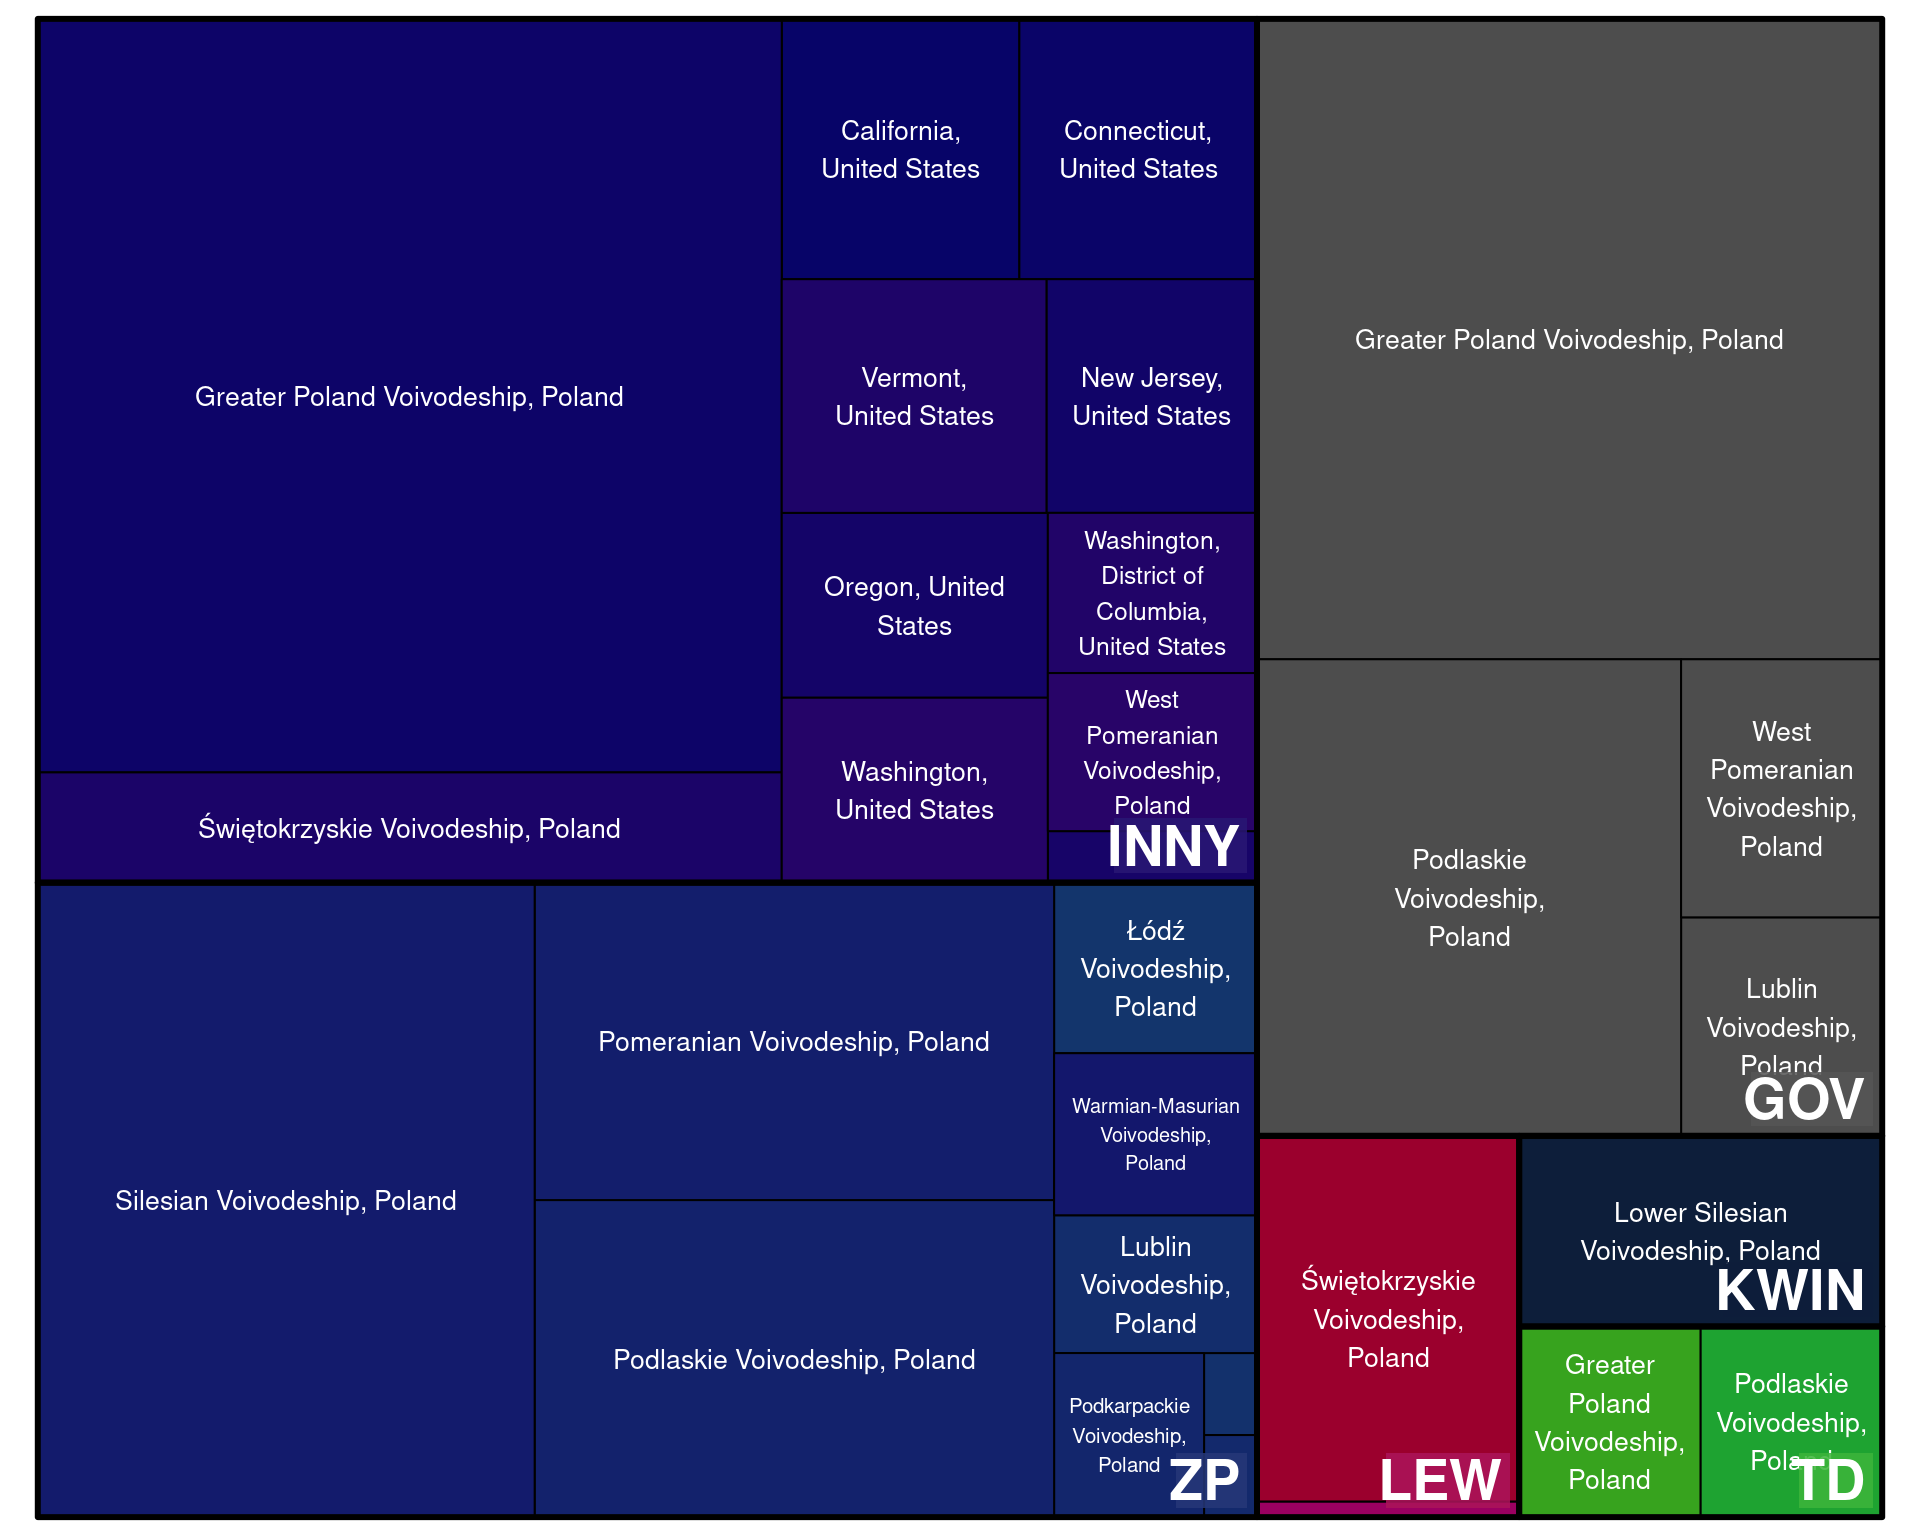 Greater Poland Voivodeship, Poland
Świętokrzyskie Voivodeship, Poland
California,
United States
Connecticut,
United States
Vermont,
United States
New Jersey,
United States
Oregon, United
States
Washington,
District of
Columbia,
United States
Washington,
United States
West
Pomeranian
Voivodeship,
Poland
INNY
Silesian Voivodeship, Poland
Pomeranian Voivodeship, Poland
Podlaskie Voivodeship, Poland
Łódź
Voivodeship,
Poland
Warmian-Masurian
Voivodeship,
Poland
Lublin
Voivodeship,
Poland
Podkarpackie
Voivodeship,
Poland
ZP
Greater Poland Voivodeship, Poland
Podlaskie
Voivodeship,
Poland
West
Pomeranian
Voivodeship,
Poland
Lublin
Voivodeship,
Poland
GOV
Świętokrzyskie
Voivodeship,
Poland
LEW
Lower Silesian
Voivodeship, Poland
KWIN
Greater
Poland
Voivodeship,
Poland
Podlaskie
Voivodeship,
Poland
TD